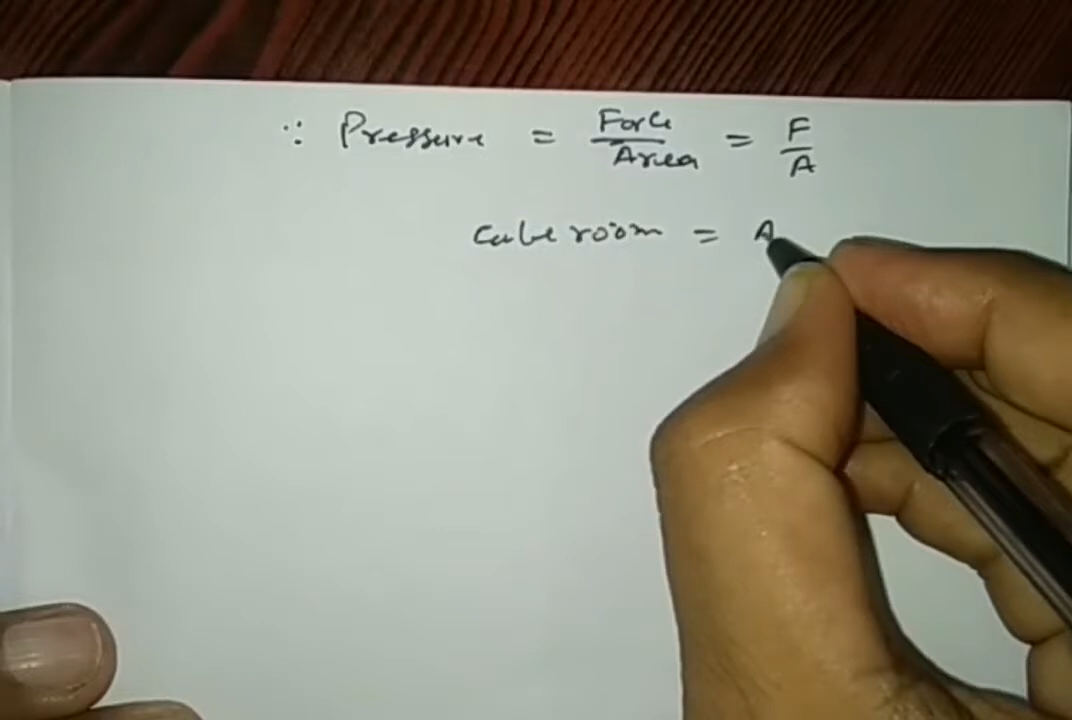 ∵ Pressure = Force/Area = F/A
Cube room = A